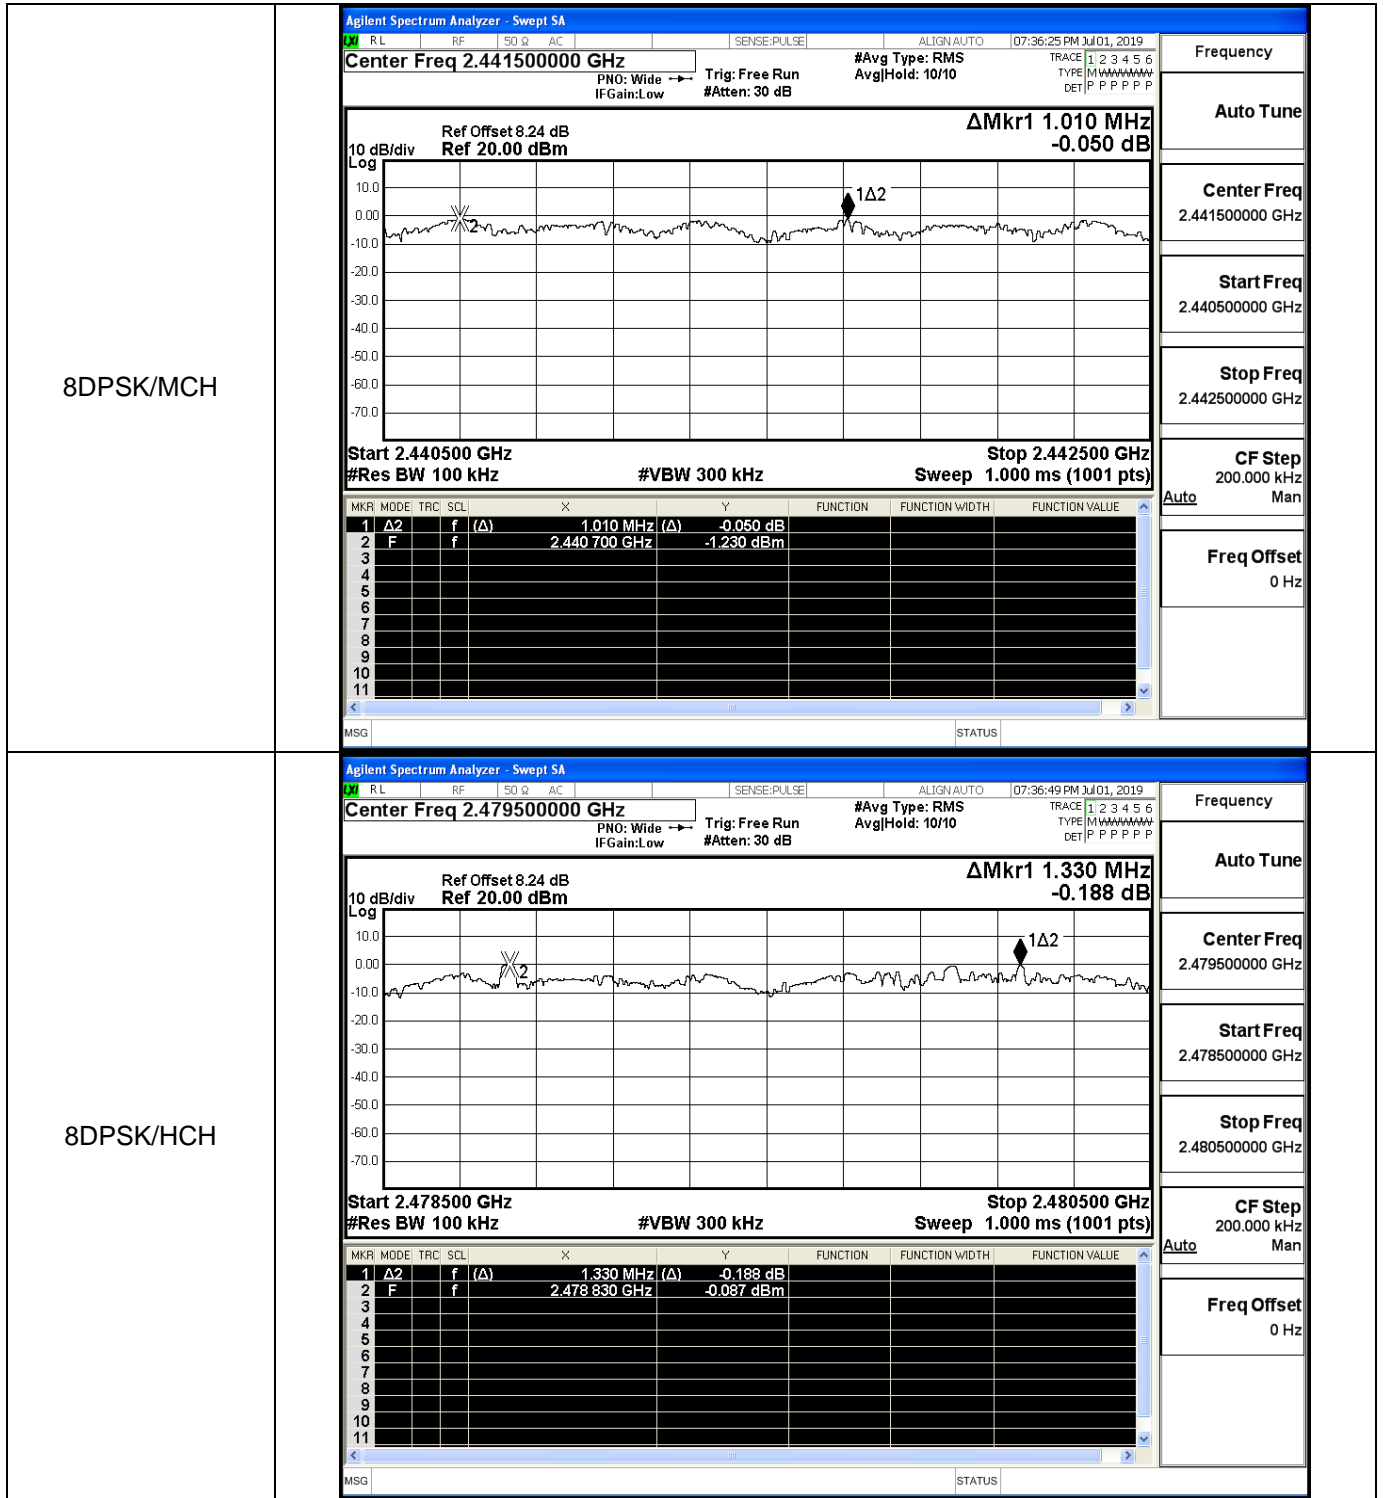 8DPSK/MCH
Agilent Spectrum Analyzer - Swept SA
LXI RL RF 50 Ω AC SENSE:PULSE ALIGN AUTO 07:36:25 PM Jul 01, 2019
Center Freq 2.441500000 GHz #Avg Type: RMS TRACE 1 2 3 4 5 6
PNO: Wide Trig: Free Run Avg|Hold: 10/10 TYPE M WWWWW
IFGain:Low #Atten: 30 dB DET P P P P P P
ΔMkr1 1.010 MHz
Ref Offset 8.24 dB
10 dB/div Ref 20.00 dBm -0.050 dB
Log
10.0
1Δ2
0.00
2
-10.0
-20.0
-30.0
-40.0
-50.0
-60.0
-70.0
Start 2.440500 GHz Stop 2.442500 GHz
#Res BW 100 kHz #VBW 300 kHz Sweep 1.000 ms (1001 pts)
MKR MODE TRC SCL X Y FUNCTION FUNCTION WIDTH FUNCTION VALUE
1 Δ2 f (Δ) 1.010 MHz (Δ) -0.050 dB
2 F f 2.440 700 GHz -1.230 dBm
3
4
5
6
7
8
9
10
11
MSG STATUS
Frequency
Auto Tune
Center Freq
2.441500000 GHz
Start Freq
2.440500000 GHz
Stop Freq
2.442500000 GHz
CF Step
200.000 kHz
Auto Man
Freq Offset
0 Hz
8DPSK/HCH
Agilent Spectrum Analyzer - Swept SA
LXI RL RF 50 Ω AC SENSE:PULSE ALIGN AUTO 07:36:49 PM Jul 01, 2019
Center Freq 2.479500000 GHz #Avg Type: RMS TRACE 1 2 3 4 5 6
PNO: Wide Trig: Free Run Avg|Hold: 10/10 TYPE M WWWWW
IFGain:Low #Atten: 30 dB DET P P P P P P
ΔMkr1 1.330 MHz
Ref Offset 8.24 dB
10 dB/div Ref 20.00 dBm -0.188 dB
Log
10.0
1Δ2
0.00
2
-10.0
-20.0
-30.0
-40.0
-50.0
-60.0
-70.0
Start 2.478500 GHz Stop 2.480500 GHz
#Res BW 100 kHz #VBW 300 kHz Sweep 1.000 ms (1001 pts)
MKR MODE TRC SCL X Y FUNCTION FUNCTION WIDTH FUNCTION VALUE
1 Δ2 f (Δ) 1.330 MHz (Δ) -0.188 dB
2 F f 2.478 830 GHz -0.087 dBm
3
4
5
6
7
8
9
10
11
MSG STATUS
Frequency
Auto Tune
Center Freq
2.479500000 GHz
Start Freq
2.478500000 GHz
Stop Freq
2.480500000 GHz
CF Step
200.000 kHz
Auto Man
Freq Offset
0 Hz